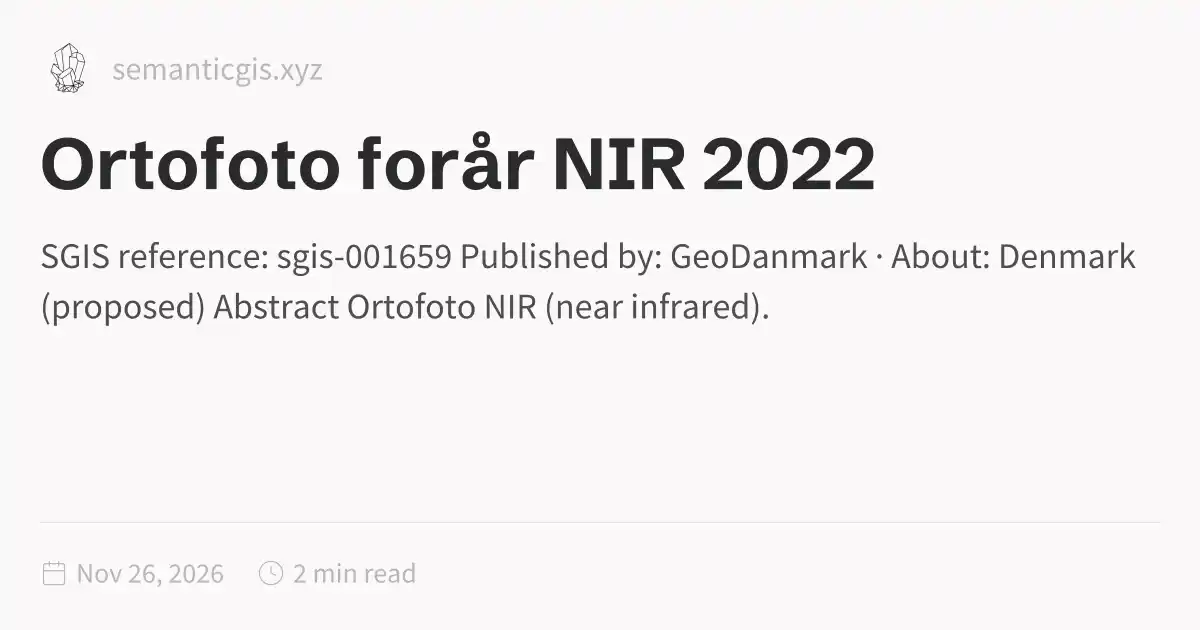 semanticgis.xyz
Ortofoto forår NIR 2022
SGIS reference: sgis-001659 Published by: GeoDanmark · About: Denmark
(proposed) Abstract Ortofoto NIR (near infrared).
Nov 26, 2026 2 min read